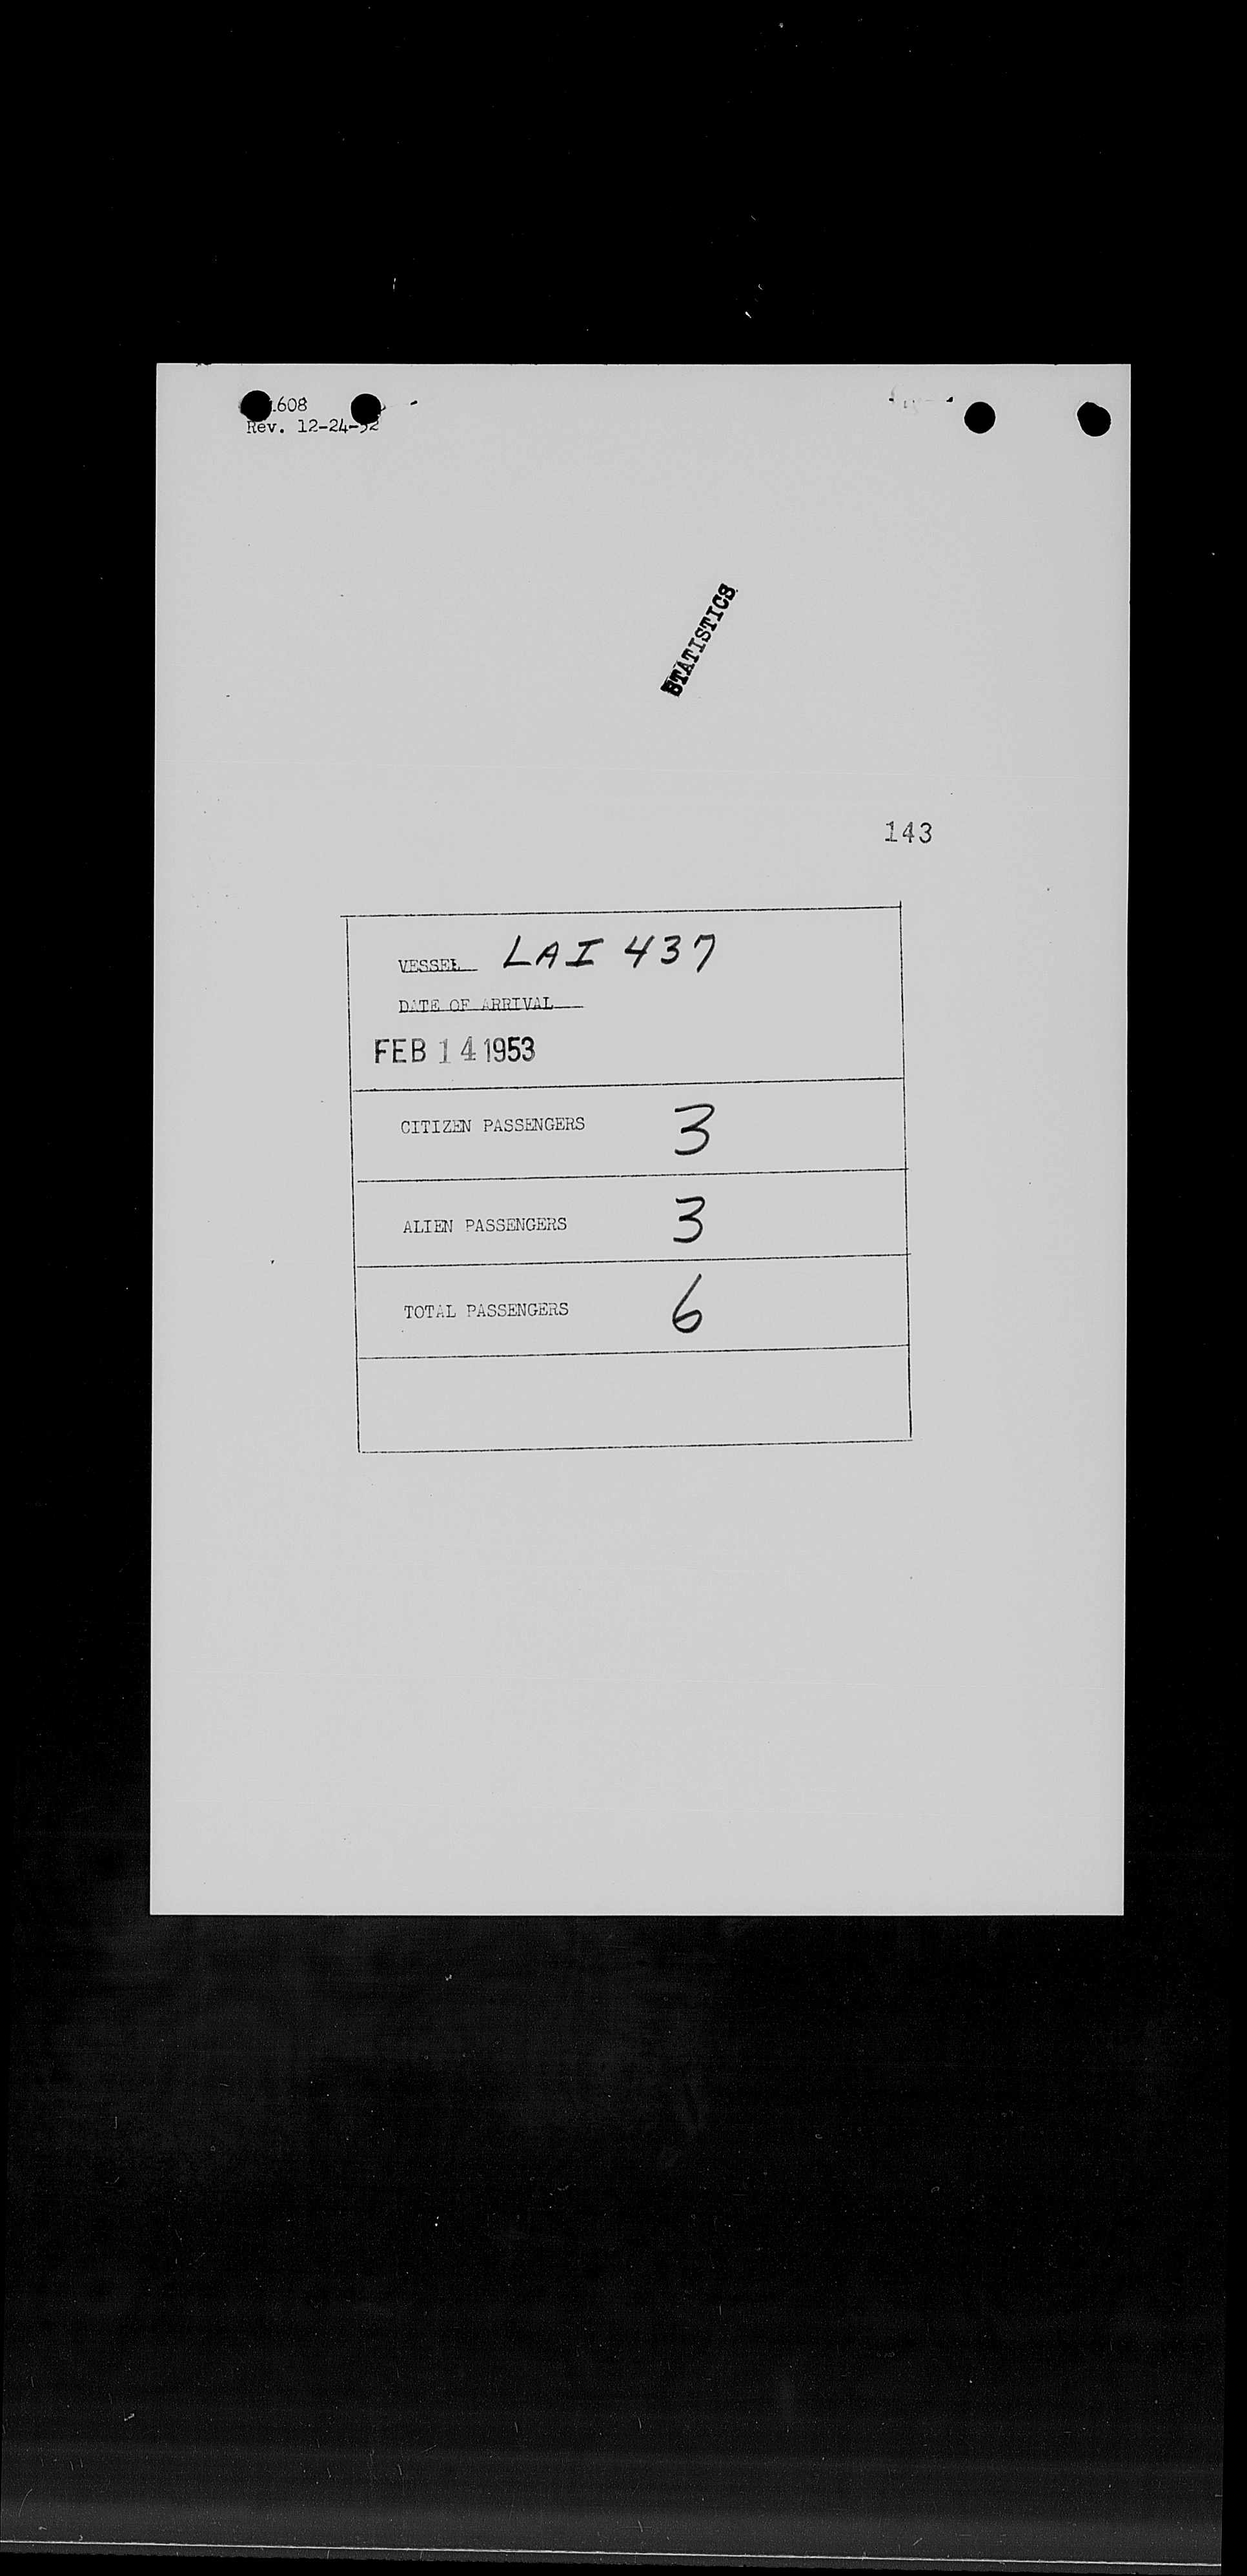 1608
Rev. 12-24-52
STATISTICS
143
VESSEL LAI 437
DATE OF ARRIVAL
FEB 14 1953
CITIZEN PASSENGERS 3
ALIEN PASSENGERS 3
TOTAL PASSENGERS 6